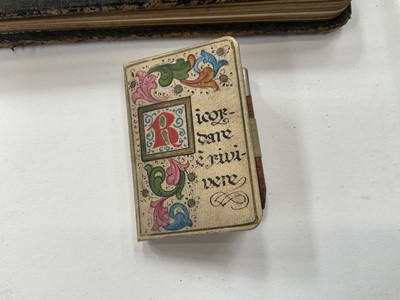 Ricor-
dare
è rivi-
vere